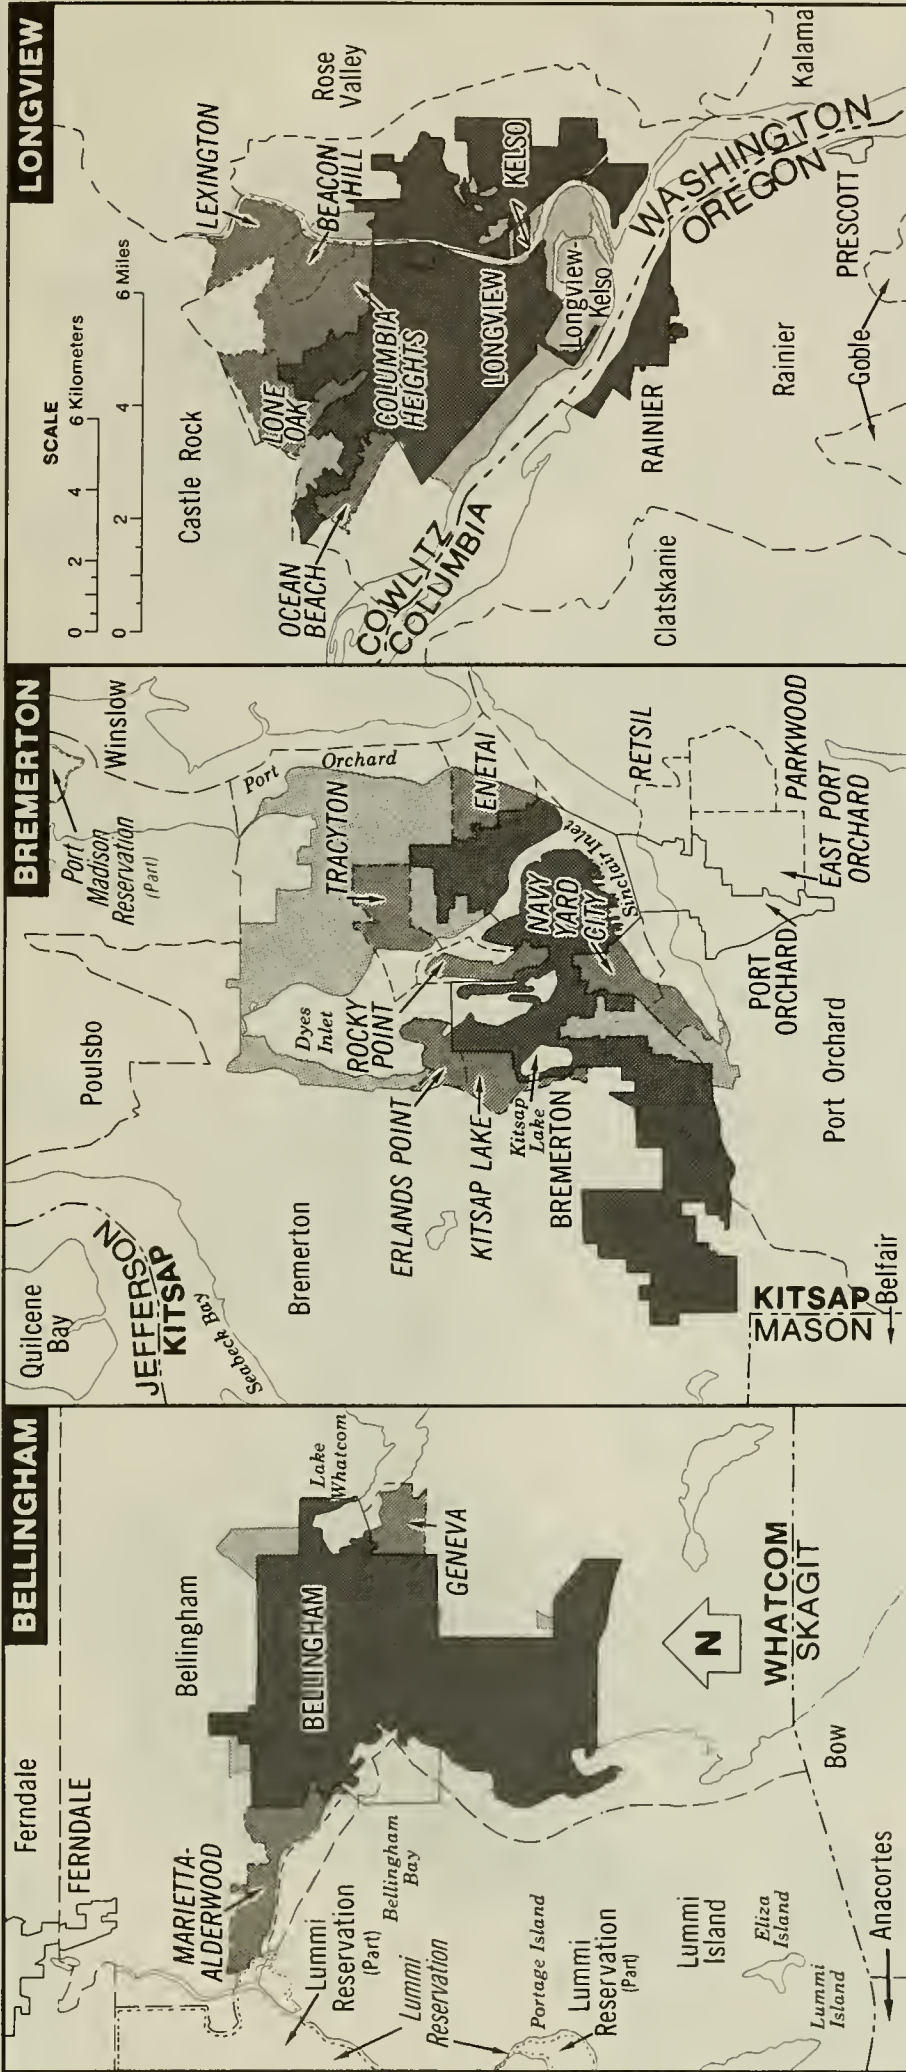 BELLINGHAM
Ferndale
FERNDALE
Bellingham
MARIETTA-
ALDERWOOD
BELLINGHAM
Lake
Whatcom
GENEVA
Lummi
Reservation
(Part)
Bellingham
Bay
Lummi
Reservation
Portage Island
Lummi
Reservation
(Part)
Lummi
Island
Eliza
Island
Lummi
Island
N
WHATCOM
SKAGIT
Bow
Anacortes
BREMERTON
Quilcene
Bay
JEFFERSON
KITSAP
Seabeck Bay
Poulsbo
Port
Madison
Reservation
(Part)
Winslow
Bremerton
Port Orchard
Dyes
Inlet
TRACYTON
ROCKY
POINT
ENETAI
ERLANDS POINT
KITSAP LAKE
Kitsap
Lake
BREMERTON
NAVY
YARD
CITY
Sinclair Inlet
RETSIL
PARKWOOD
EAST PORT
ORCHARD
PORT
ORCHARD
Port Orchard
KITSAP
MASON
Belfair
LONGVIEW
SCALE
0 2 4 6 Kilometers
0 2 4 6 Miles
Castle Rock
LEXINGTON
BEACON
HILL
Rose
Valley
LONE
OAK
COLUMBIA
HEIGHTS
OCEAN
BEACH
LONGVIEW
KELSO
Longview-
Kelso
COWLITZ
COLUMBIA
WASHINGTON
OREGON
Kalama
RAINIER
Rainier
PRESCOTT
Goble
Clatskanie